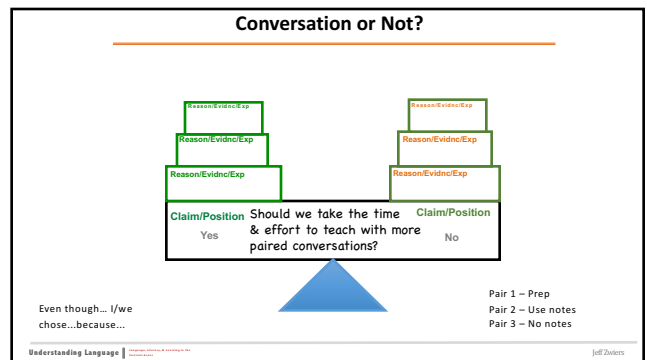 Conversation or Not?
Reason/Evidnc/Exp
Reason/Evidnc/Exp
Reason/Evidnc/Exp
Reason/Evidnc/Exp
Reason/Evidnc/Exp
Reason/Evidnc/Exp
Claim/Position
Yes
Should we take the time
& effort to teach with more
paired conversations?
Claim/Position
No
Even though... I/we
chose...because...
Pair 1 – Prep
Pair 2 – Use notes
Pair 3 – No notes
Understanding Language
Jeff Zwiers